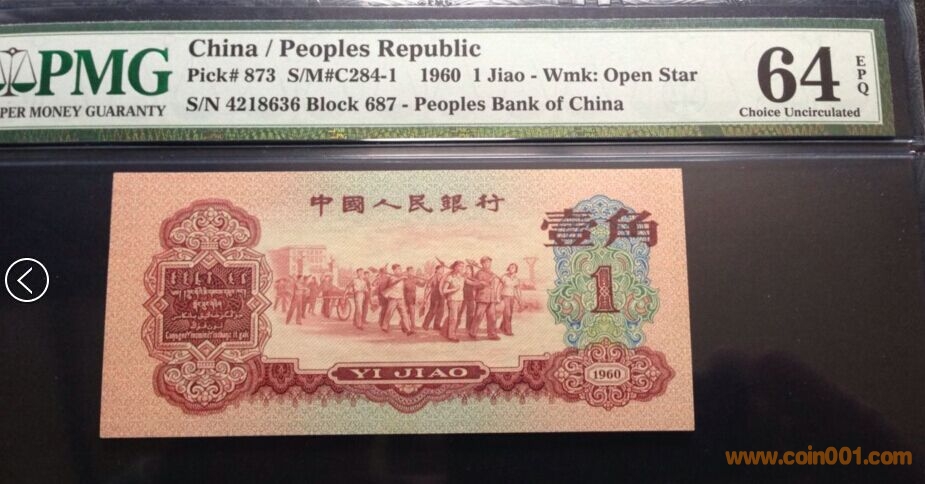 PMG
PER MONEY GUARANTY
China / Peoples Republic
Pick# 873 S/M#C284-1 1960 1 Jiao - Wmk: Open Star
S/N 4218636 Block 687 - Peoples Bank of China
64
EPQ
Choice Uncirculated
中國人民銀行
壹角
1
YI JIAO
1960
www.coin001.com